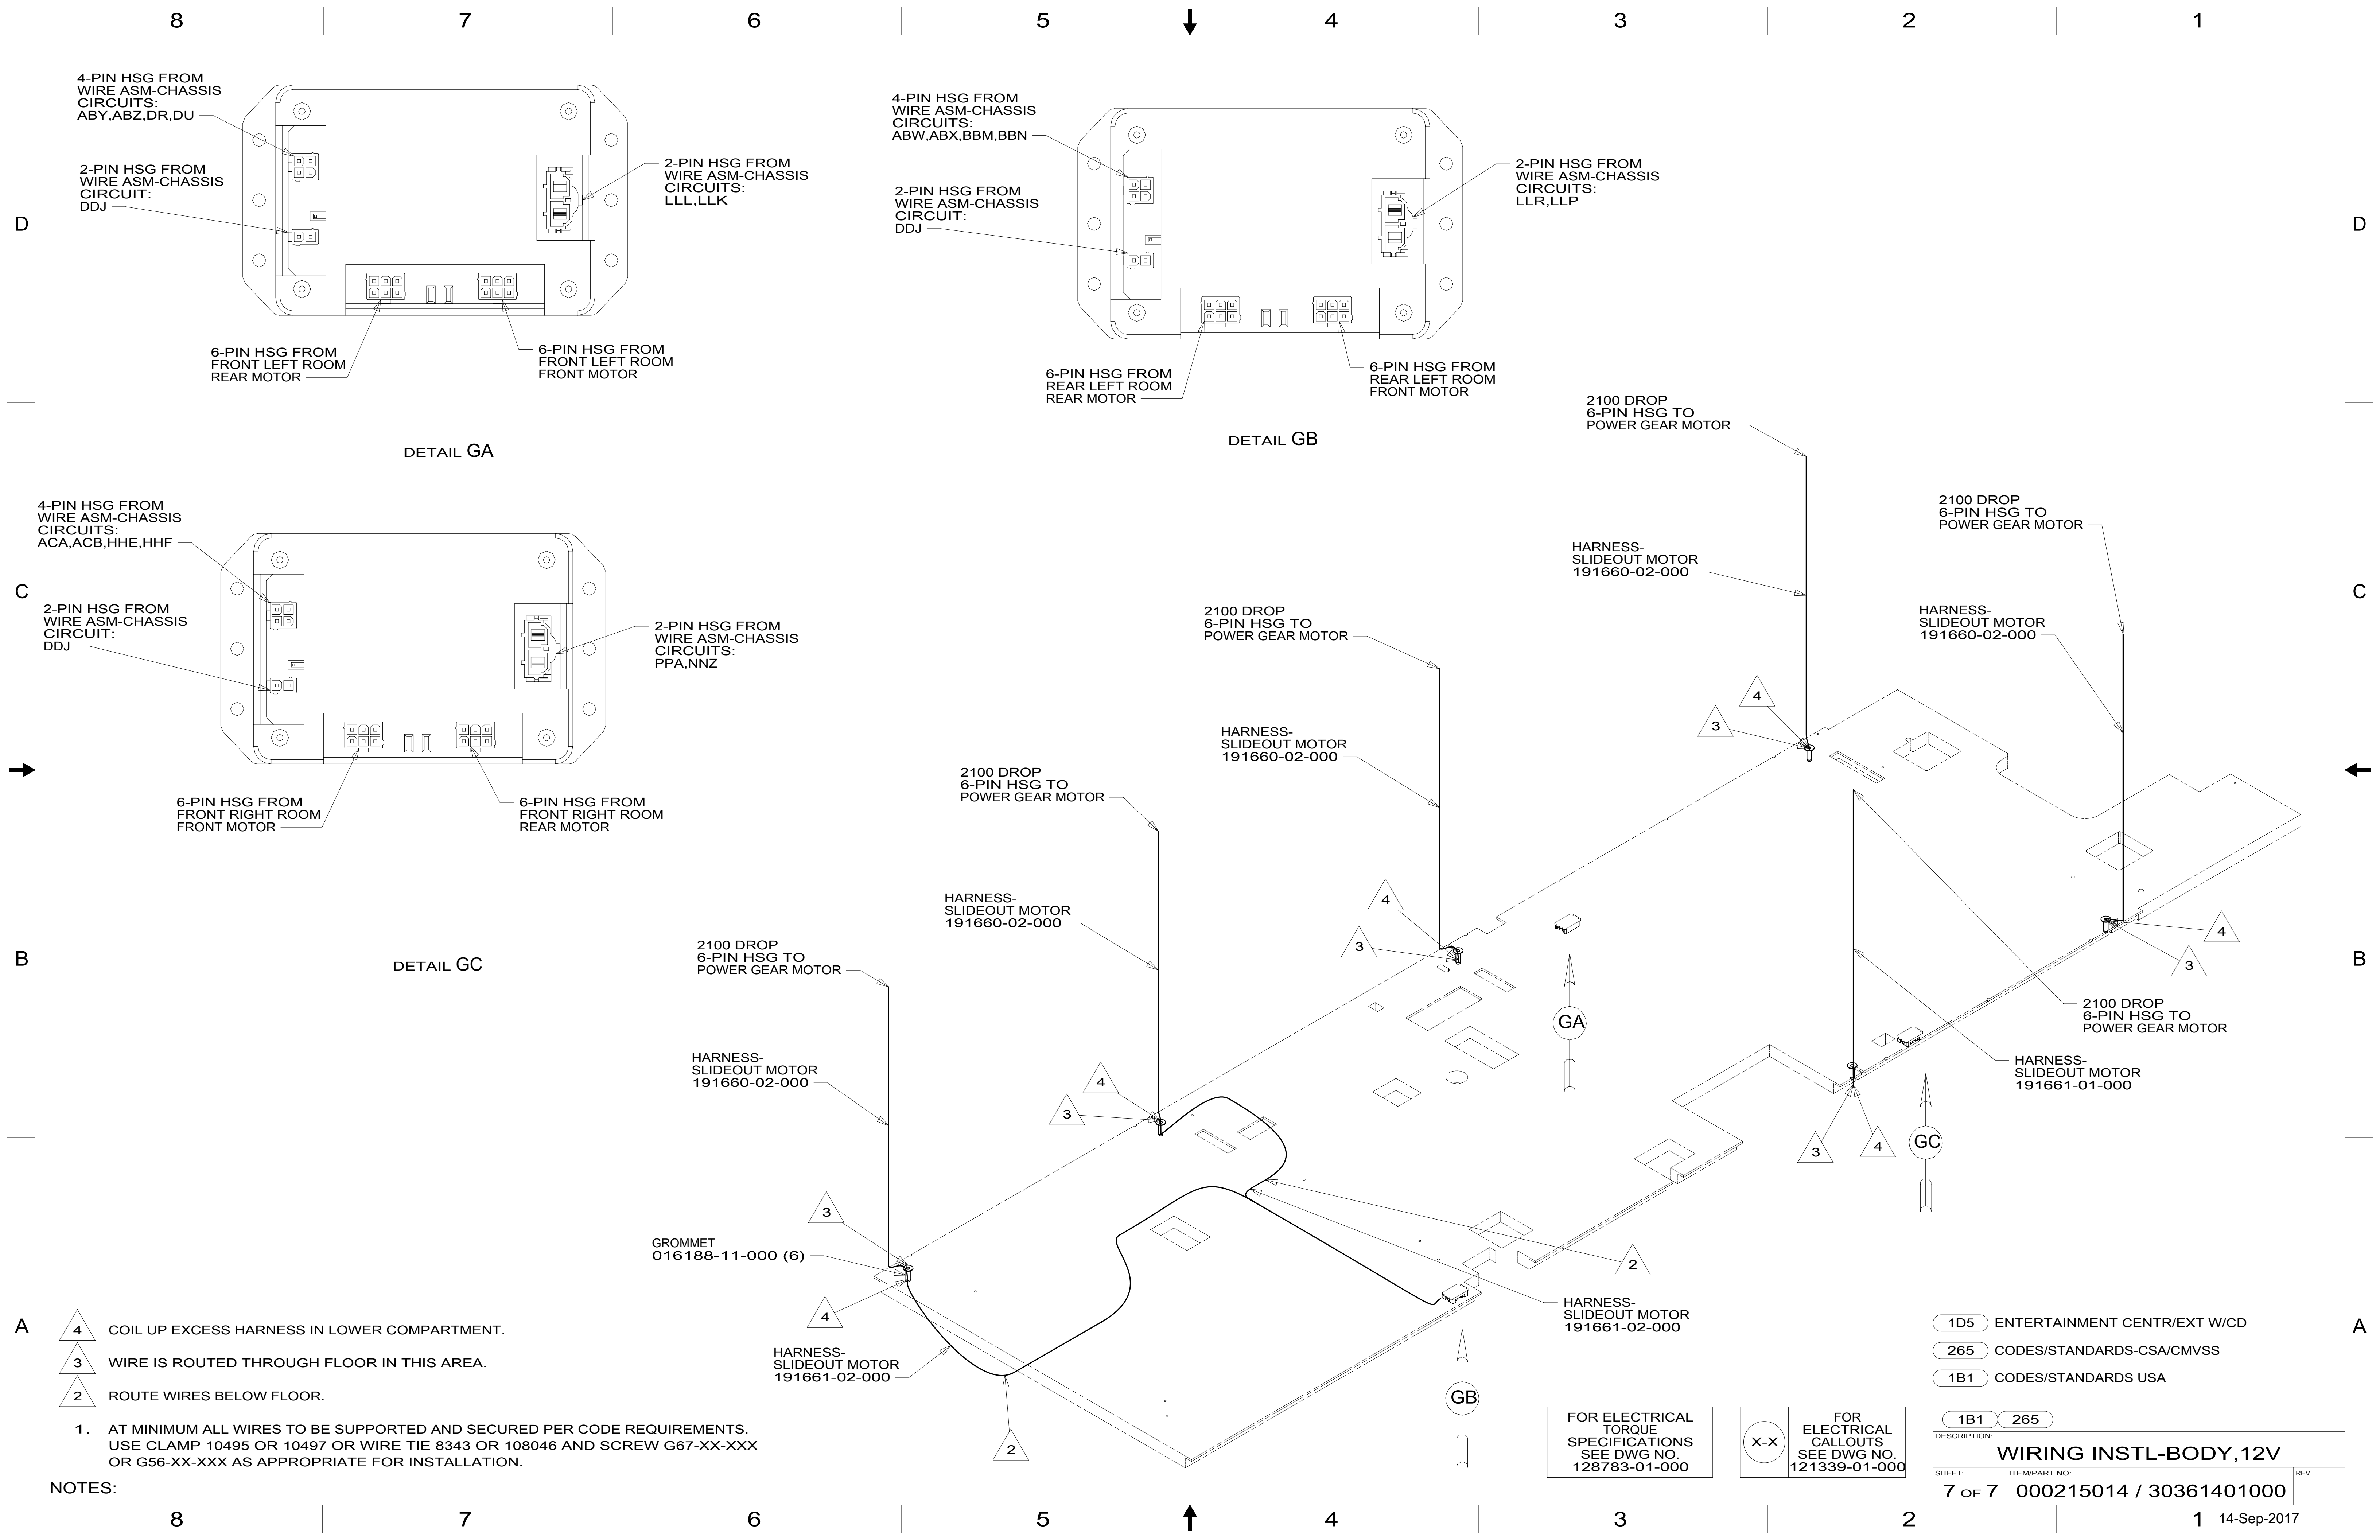 8 7 6 5 4 3 2 1
D
C
B
A
4-PIN HSG FROM
WIRE ASM-CHASSIS
CIRCUITS:
ABY,ABZ,DR,DU
2-PIN HSG FROM
WIRE ASM-CHASSIS
CIRCUIT:
DDJ
2-PIN HSG FROM
WIRE ASM-CHASSIS
CIRCUITS:
LLL,LLK
6-PIN HSG FROM
FRONT LEFT ROOM
REAR MOTOR
6-PIN HSG FROM
FRONT LEFT ROOM
FRONT MOTOR
DETAIL GA
4-PIN HSG FROM
WIRE ASM-CHASSIS
CIRCUITS:
ABW,ABX,BBM,BBN
2-PIN HSG FROM
WIRE ASM-CHASSIS
CIRCUIT:
DDJ
2-PIN HSG FROM
WIRE ASM-CHASSIS
CIRCUITS:
LLR,LLP
6-PIN HSG FROM
REAR LEFT ROOM
REAR MOTOR
6-PIN HSG FROM
REAR LEFT ROOM
FRONT MOTOR
DETAIL GB
4-PIN HSG FROM
WIRE ASM-CHASSIS
CIRCUITS:
ACA,ACB,HHE,HHF
2-PIN HSG FROM
WIRE ASM-CHASSIS
CIRCUIT:
DDJ
2-PIN HSG FROM
WIRE ASM-CHASSIS
CIRCUITS:
PPA,NNZ
6-PIN HSG FROM
FRONT RIGHT ROOM
FRONT MOTOR
6-PIN HSG FROM
FRONT RIGHT ROOM
REAR MOTOR
DETAIL GC
2100 DROP
6-PIN HSG TO
POWER GEAR MOTOR
HARNESS-
SLIDEOUT MOTOR
191660-02-000
4
3
2100 DROP
6-PIN HSG TO
POWER GEAR MOTOR
HARNESS-
SLIDEOUT MOTOR
191660-02-000
4
3
2100 DROP
6-PIN HSG TO
POWER GEAR MOTOR
HARNESS-
SLIDEOUT MOTOR
191660-02-000
4
3
2100 DROP
6-PIN HSG TO
POWER GEAR MOTOR
HARNESS-
SLIDEOUT MOTOR
191660-02-000
4
3
2100 DROP
6-PIN HSG TO
POWER GEAR MOTOR
HARNESS-
SLIDEOUT MOTOR
191660-02-000
3
GROMMET
016188-11-000 (6)
4
HARNESS-
SLIDEOUT MOTOR
191661-02-000
2
2100 DROP
6-PIN HSG TO
POWER GEAR MOTOR
HARNESS-
SLIDEOUT MOTOR
191661-01-000
3
4
GA
GC
GB
2
HARNESS-
SLIDEOUT MOTOR
191661-02-000
4 COIL UP EXCESS HARNESS IN LOWER COMPARTMENT.
3 WIRE IS ROUTED THROUGH FLOOR IN THIS AREA.
2 ROUTE WIRES BELOW FLOOR.
1. AT MINIMUM ALL WIRES TO BE SUPPORTED AND SECURED PER CODE REQUIREMENTS.
USE CLAMP 10495 OR 10497 OR WIRE TIE 8343 OR 108046 AND SCREW G67-XX-XXX
OR G56-XX-XXX AS APPROPRIATE FOR INSTALLATION.
NOTES:
FOR ELECTRICAL
TORQUE
SPECIFICATIONS
SEE DWG NO.
128783-01-000
X-X
FOR
ELECTRICAL
CALLOUTS
SEE DWG NO.
121339-01-000
1D5 ENTERTAINMENT CENTR/EXT W/CD
265 CODES/STANDARDS-CSA/CMVSS
1B1 CODES/STANDARDS USA
1B1 265
DESCRIPTION:
WIRING INSTL-BODY,12V
SHEET:
7 OF 7
ITEM/PART NO:
000215014 / 30361401000
REV
D
C
B
A
8 7 6 5 4 3 2 1
14-Sep-2017